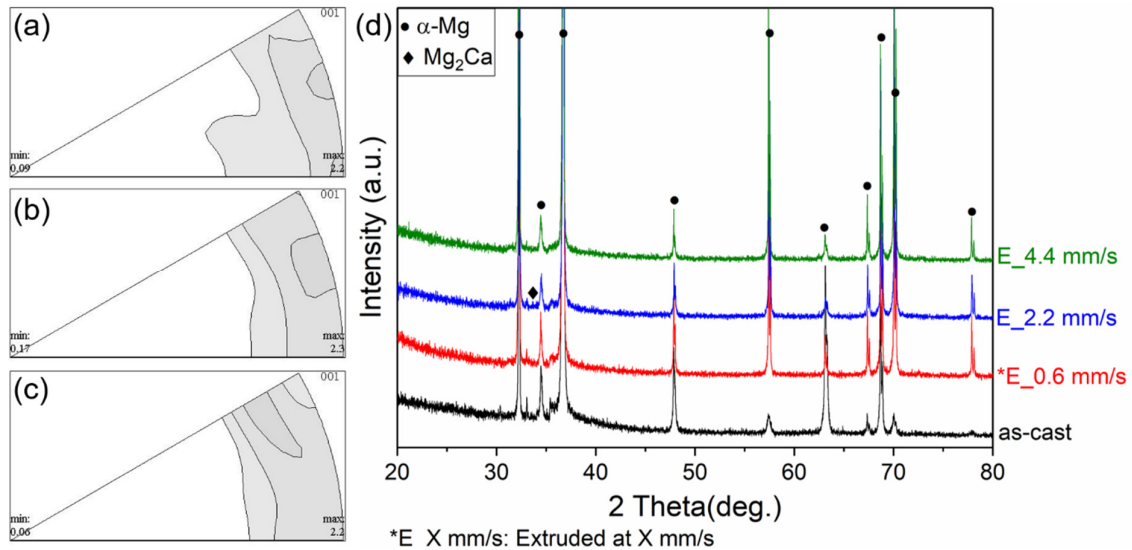 (a)
001
min:
0,09
max:
2.2
(b)
001
min:
0,17
max:
2.3
(c)
001
min:
0,06
max:
2.2
(d)
● α-Mg
♦ Mg₂Ca
Intensity (a.u.)
E_4.4 mm/s
E_2.2 mm/s
*E_0.6 mm/s
as-cast
20 30 40 50 60 70 80
2 Theta(deg.)
*E X mm/s: Extruded at X mm/s